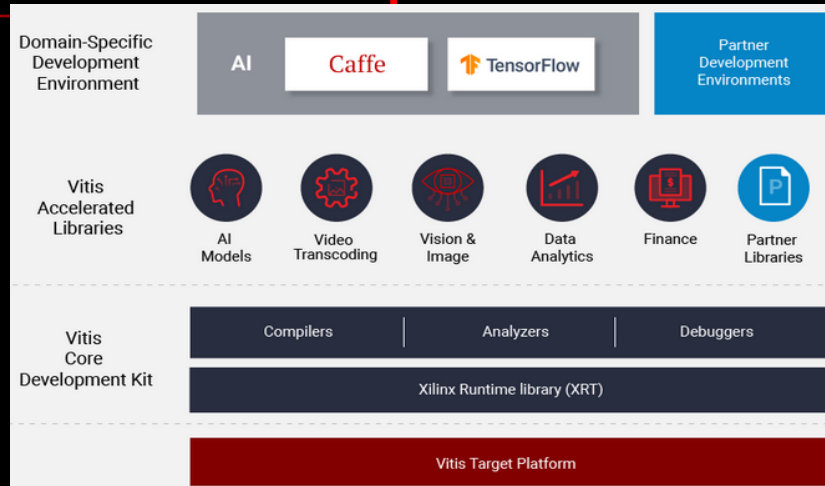 Domain-Specific
Development
Environment
AI
Caffe
TensorFlow
Partner
Development
Environments
Vitis
Accelerated
Libraries
AI
Models
Video
Transcoding
Vision &
Image
Data
Analytics
Finance
$
P
Partner
Libraries
Vitis
Core
Development Kit
Compilers
Analyzers
Debuggers
Xilinx Runtime library (XRT)
Vitis Target Platform